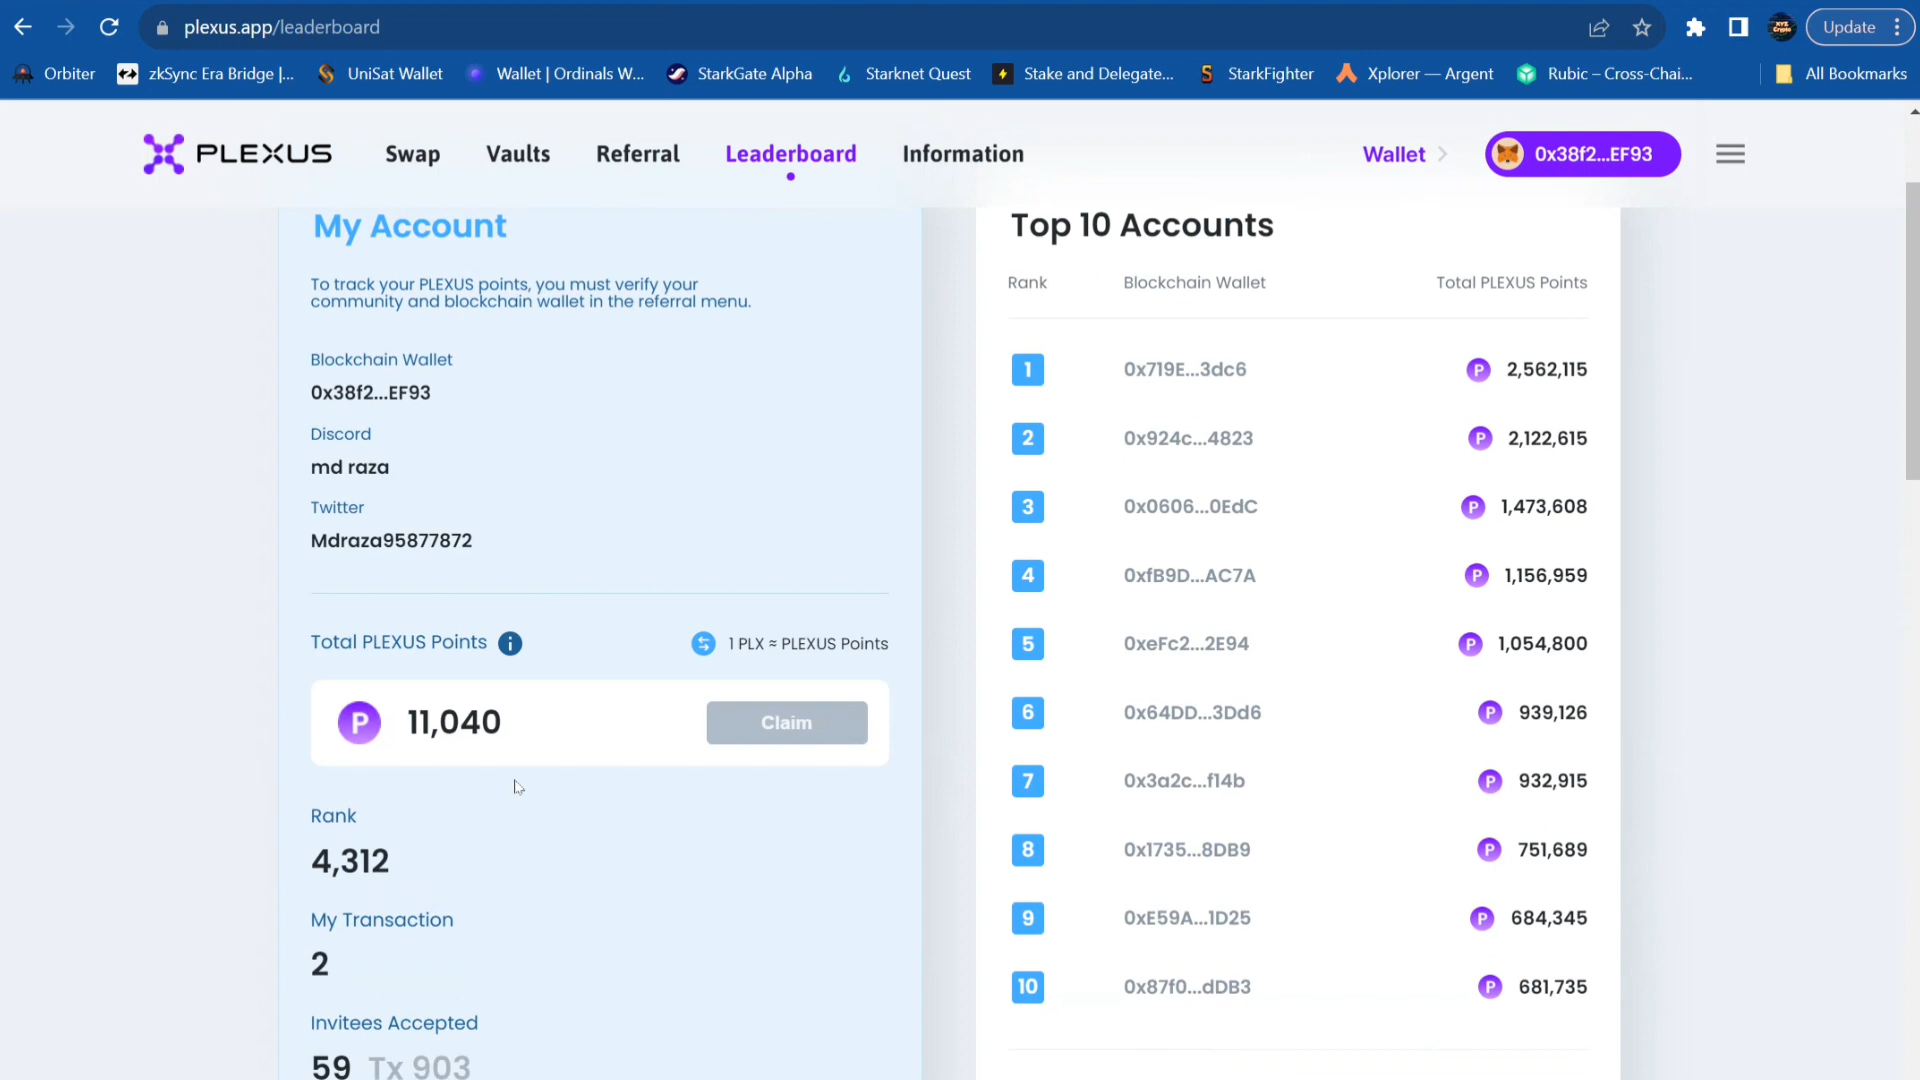 plexus.app/leaderboard
Update
Orbiter
zkSync Era Bridge |...
UniSat Wallet
Wallet | Ordinals W...
StarkGate Alpha
Starknet Quest
Stake and Delegate...
StarkFighter
Xplorer — Argent
Rubic – Cross-Chai...
All Bookmarks
PLEXUS
Swap
Vaults
Referral
Leaderboard
Information
Wallet
0x38f2...EF93
My Account
To track your PLEXUS points, you must verify your
community and blockchain wallet in the referral menu.
Blockchain Wallet
0x38f2...EF93
Discord
md raza
Twitter
Mdraza95877872
Total PLEXUS Points i
1 PLX ≈ PLEXUS Points
P 11,040
Claim
Rank
4,312
My Transaction
2
Invitees Accepted
59 Tx 903
Top 10 Accounts
Rank Blockchain Wallet Total PLEXUS Points
1 0x719E...3dc6 P 2,562,115
2 0x924c...4823 P 2,122,615
3 0x0606...0EdC P 1,473,608
4 0xfB9D...AC7A P 1,156,959
5 0xeFc2...2E94 P 1,054,800
6 0x64DD...3Dd6 P 939,126
7 0x3a2c...f14b P 932,915
8 0x1735...8DB9 P 751,689
9 0xE59A...1D25 P 684,345
10 0x87f0...dDB3 P 681,735